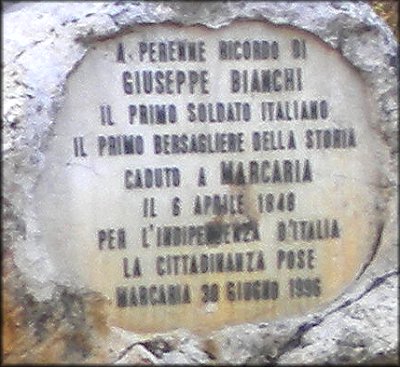 A PERENNE RICORDO DI
GIUSEPPE BIANCHI
IL PRIMO SOLDATO ITALIANO
IL PRIMO BERSAGLIERE DELLA STORIA
CADUTO A MARCARIA
IL 6 APRILE 1848
PER L'INDIPENDENZA D'ITALIA
LA CITTADINANZA POSE
MARCARIA 30 GIUGNO 1996